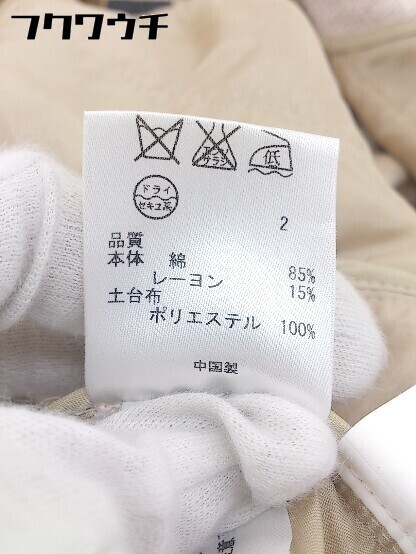 フクワウチ
エンソ
サラシ
低
ドライ
セキユ系
2
品質
本体 綿 85%
レーヨン 15%
土台布
ポリエステル 100%
中国製